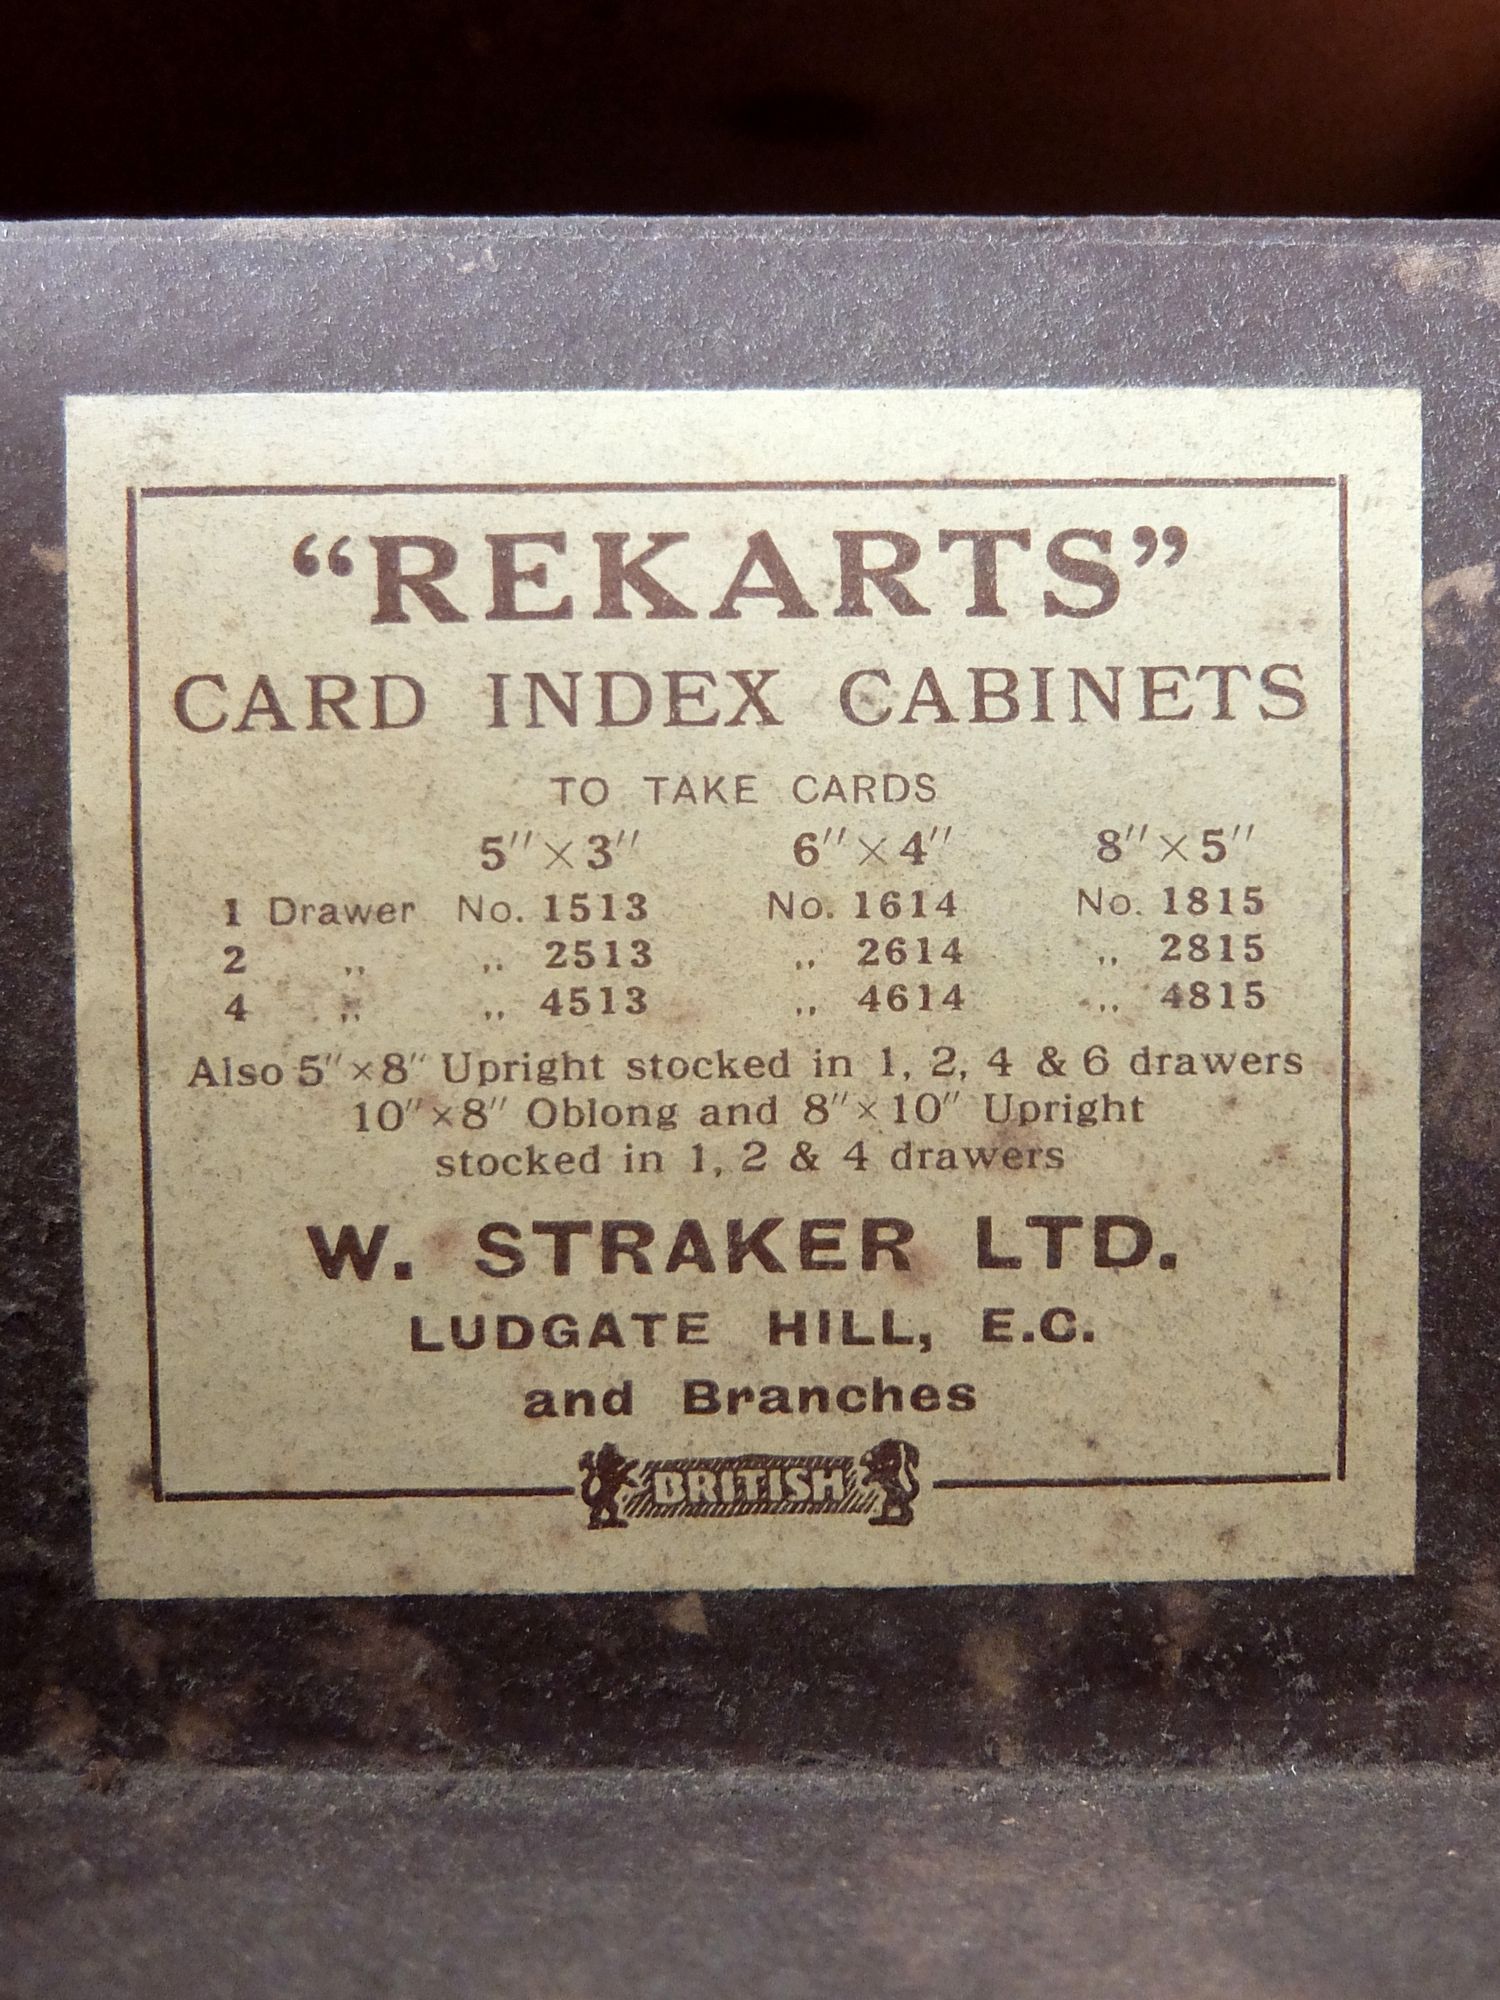 “REKARTS”
CARD INDEX CABINETS
TO TAKE CARDS
5″×3″ 6″×4″ 8″×5″
1 Drawer No. 1513 No. 1614 No. 1815
2 ,, ,, 2513 ,, 2614 ,, 2815
4 ,, ,, 4513 ,, 4614 ,, 4815
Also 5″×8″ Upright stocked in 1, 2, 4 & 6 drawers
10″×8″ Oblong and 8″×10″ Upright
stocked in 1, 2 & 4 drawers
W. STRAKER LTD.
LUDGATE HILL, E.C.
and Branches
BRITISH